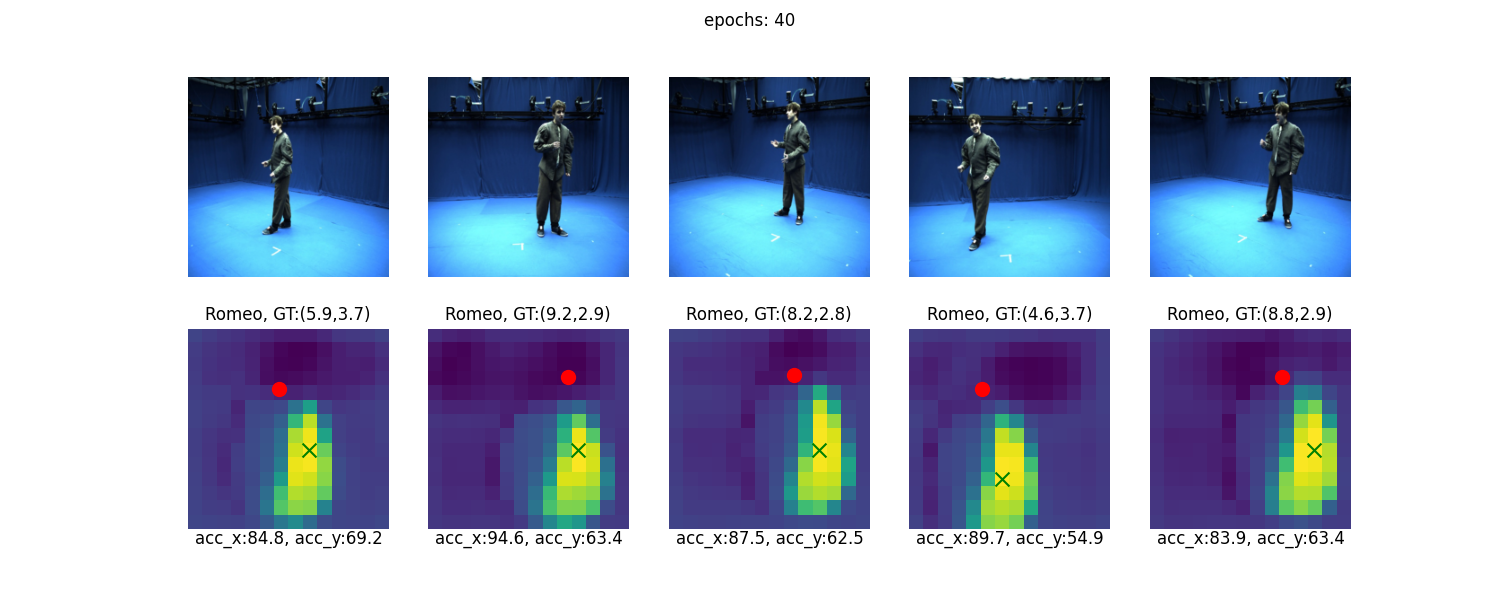 epochs: 40
Romeo, GT:(5.9,3.7)
Romeo, GT:(9.2,2.9)
Romeo, GT:(8.2,2.8)
Romeo, GT:(4.6,3.7)
Romeo, GT:(8.8,2.9)
acc_x:84.8, acc_y:69.2
acc_x:94.6, acc_y:63.4
acc_x:87.5, acc_y:62.5
acc_x:89.7, acc_y:54.9
acc_x:83.9, acc_y:63.4